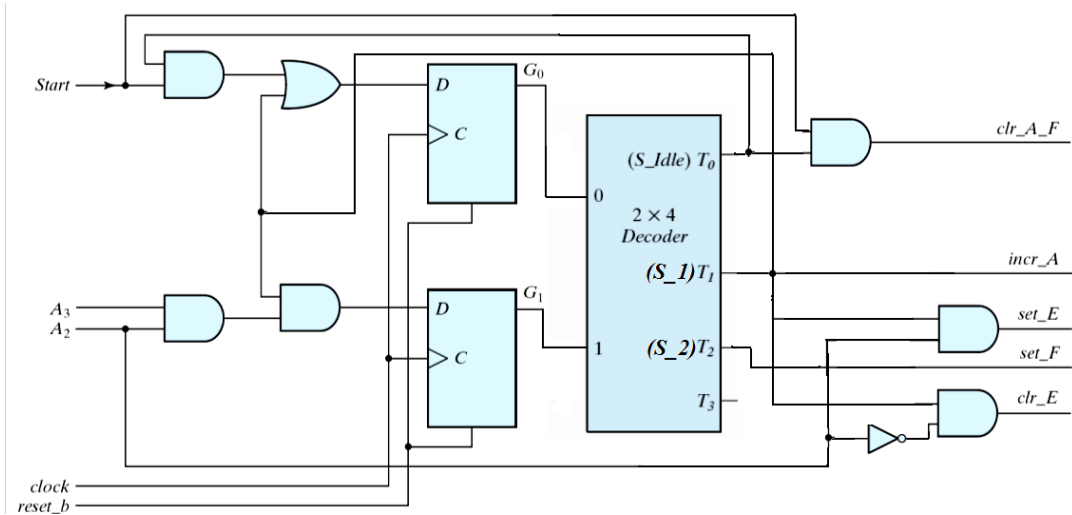 Start
D
C
G₀
(S_Idle) T₀
0
2 × 4
Decoder
clr_A_F
(S_1)T₁
incr_A
A₃
A₂
D
C
G₁
1
(S_2)T₂
set_E
set_F
T₃
clr_E
clock
reset_b